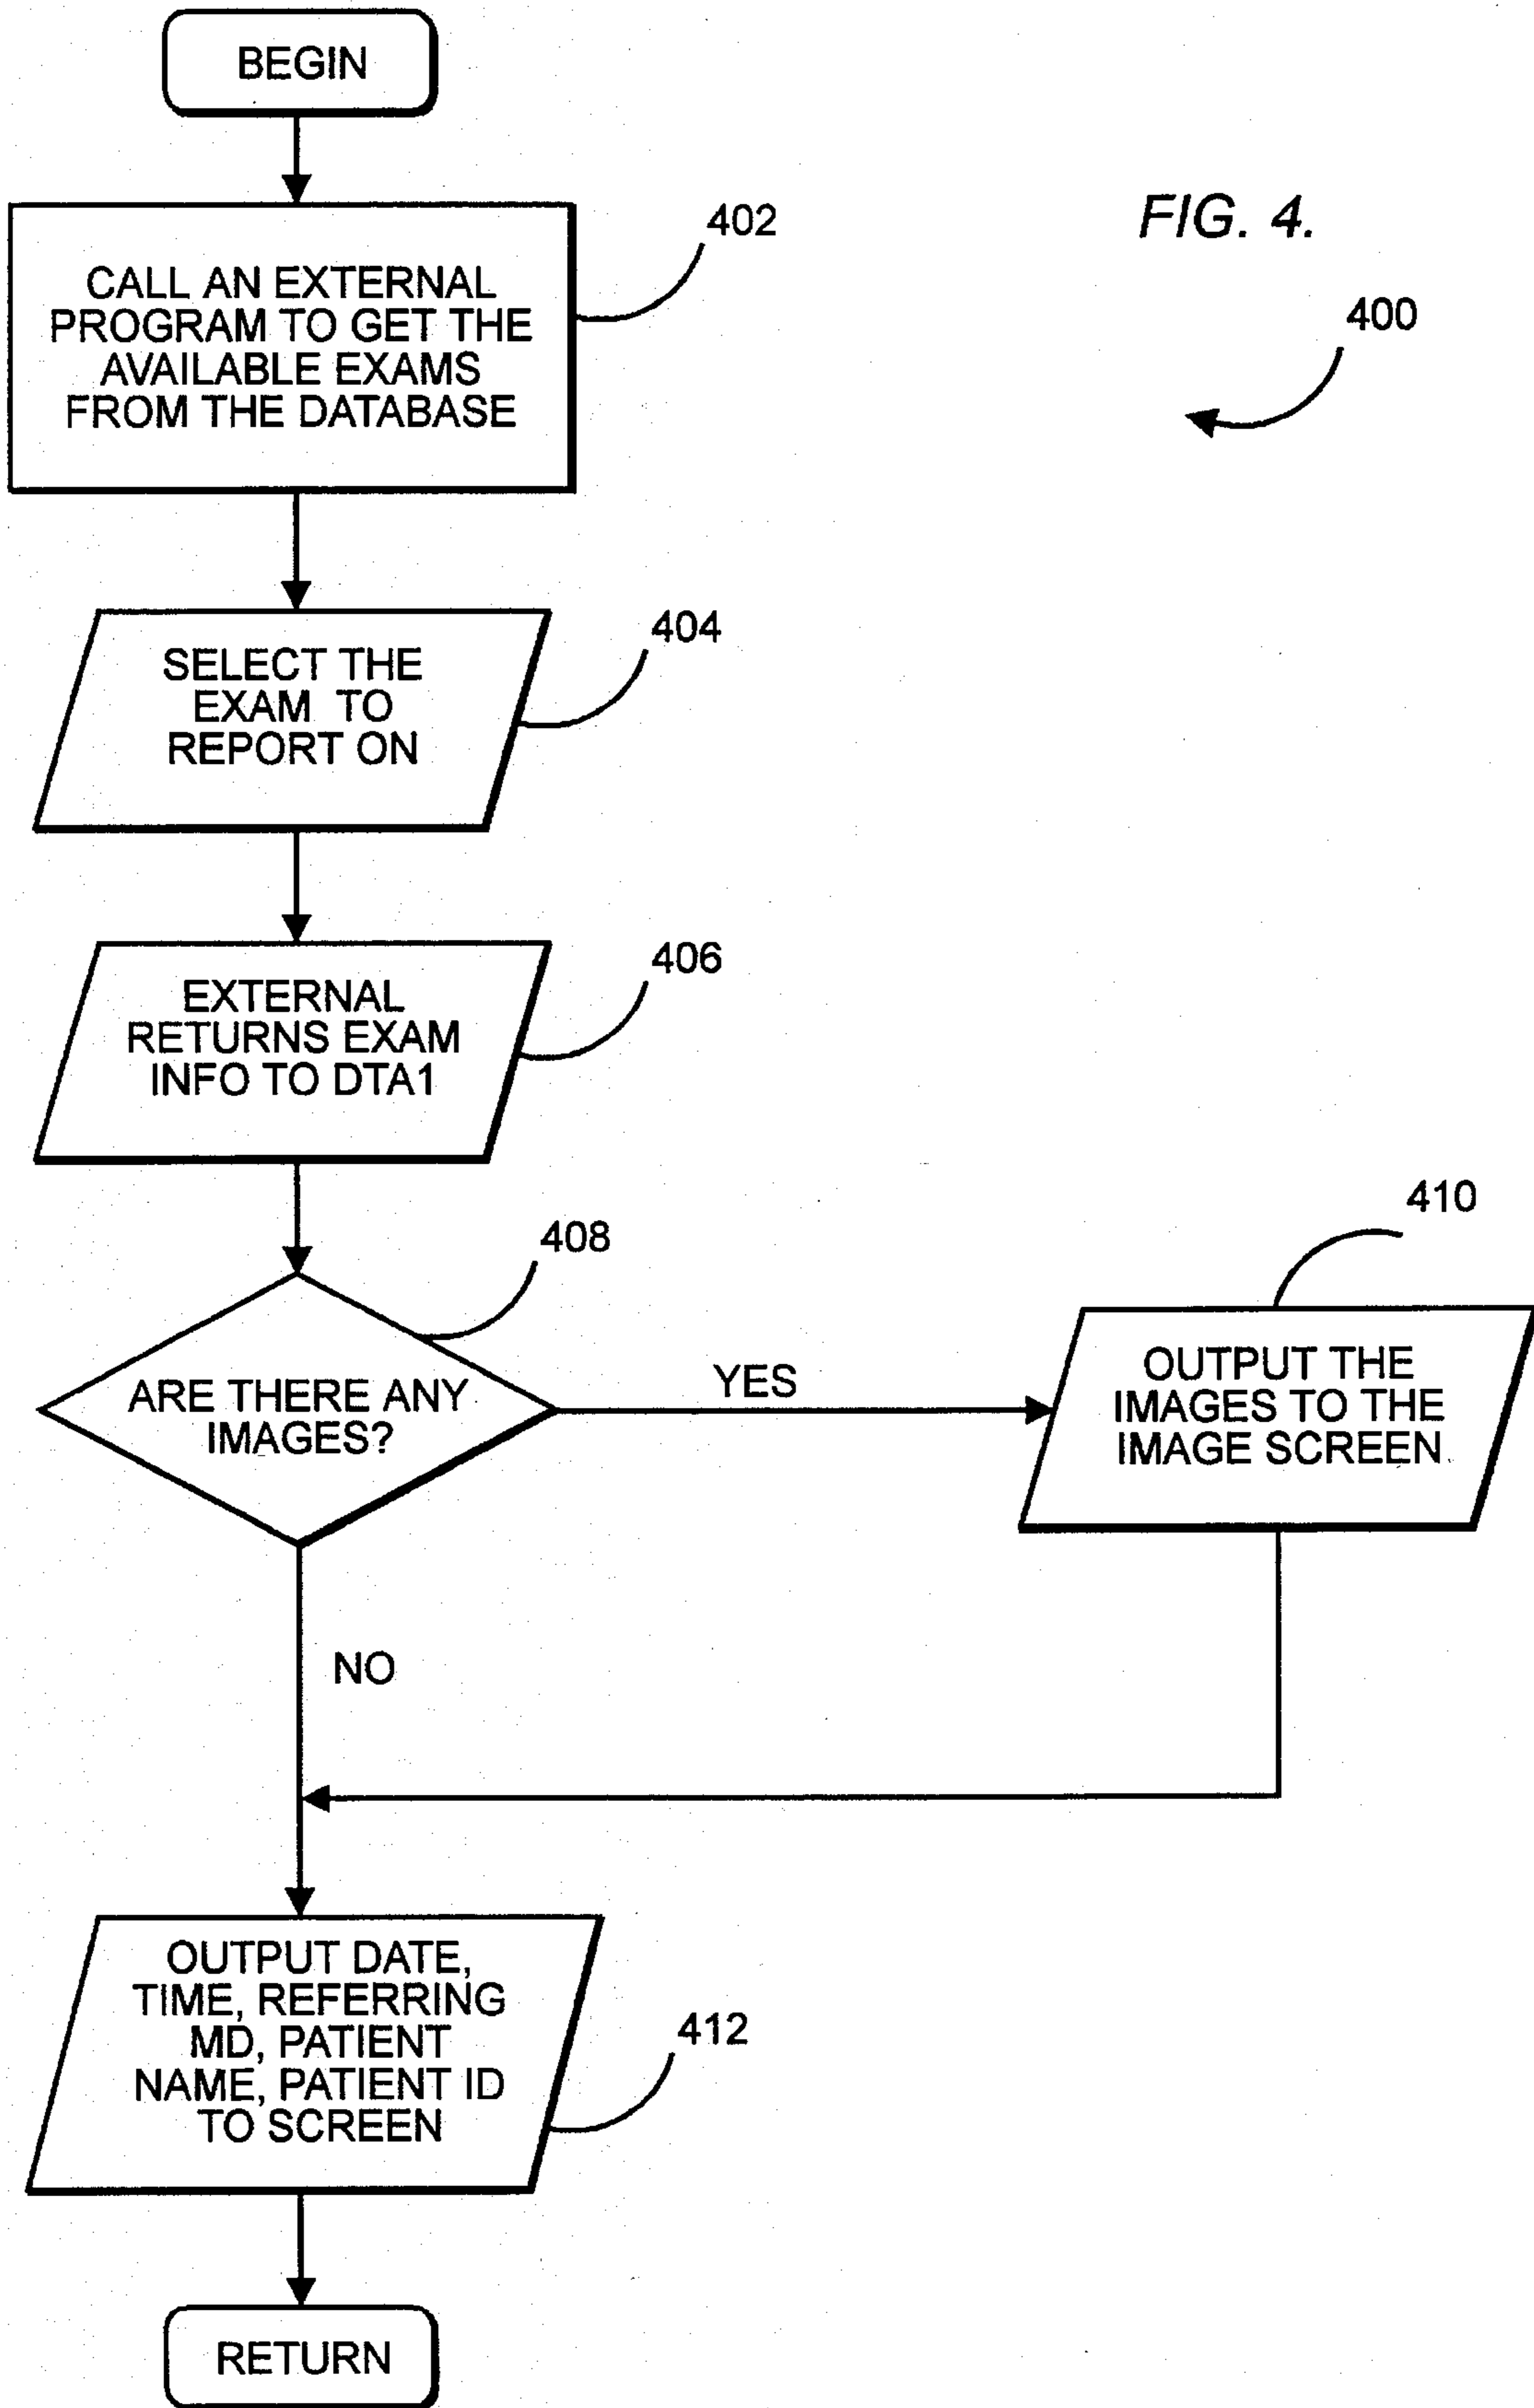 BEGIN
FIG. 4.
400
402
CALL AN EXTERNAL
PROGRAM TO GET THE
AVAILABLE EXAMS
FROM THE DATABASE
404
SELECT THE
EXAM TO
REPORT ON
406
EXTERNAL
RETURNS EXAM
INFO TO DTA1
408
ARE THERE ANY
IMAGES?
YES
410
OUTPUT THE
IMAGES TO THE
IMAGE SCREEN
NO
OUTPUT DATE,
TIME, REFERRING
MD, PATIENT
NAME, PATIENT ID
TO SCREEN
412
RETURN